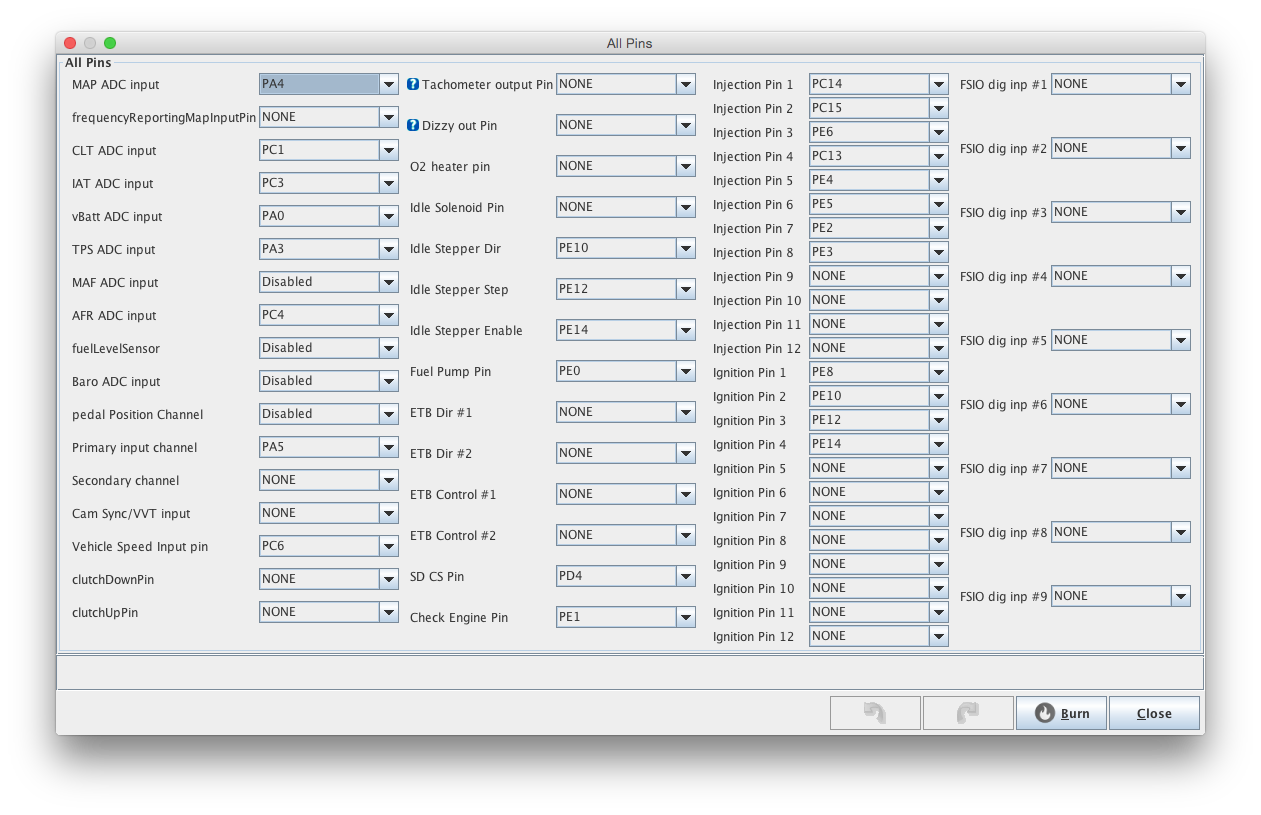 All Pins
All Pins
MAP ADC input PA4
frequencyReportingMapInputPin NONE
CLT ADC input PC1
IAT ADC input PC3
vBatt ADC input PA0
TPS ADC input PA3
MAF ADC input Disabled
AFR ADC input PC4
fuelLevelSensor Disabled
Baro ADC input Disabled
pedal Position Channel Disabled
Primary input channel PA5
Secondary channel NONE
Cam Sync/VVT input NONE
Vehicle Speed Input pin PC6
clutchDownPin NONE
clutchUpPin NONE
? Tachometer output Pin NONE
? Dizzy out Pin NONE
O2 heater pin NONE
Idle Solenoid Pin NONE
Idle Stepper Dir PE10
Idle Stepper Step PE12
Idle Stepper Enable PE14
Fuel Pump Pin PE0
ETB Dir #1 NONE
ETB Dir #2 NONE
ETB Control #1 NONE
ETB Control #2 NONE
SD CS Pin PD4
Check Engine Pin PE1
Injection Pin 1 PC14
Injection Pin 2 PC15
Injection Pin 3 PE6
Injection Pin 4 PC13
Injection Pin 5 PE4
Injection Pin 6 PE5
Injection Pin 7 PE2
Injection Pin 8 PE3
Injection Pin 9 NONE
Injection Pin 10 NONE
Injection Pin 11 NONE
Injection Pin 12 NONE
Ignition Pin 1 PE8
Ignition Pin 2 PE10
Ignition Pin 3 PE12
Ignition Pin 4 PE14
Ignition Pin 5 NONE
Ignition Pin 6 NONE
Ignition Pin 7 NONE
Ignition Pin 8 NONE
Ignition Pin 9 NONE
Ignition Pin 10 NONE
Ignition Pin 11 NONE
Ignition Pin 12 NONE
FSIO dig inp #1 NONE
FSIO dig inp #2 NONE
FSIO dig inp #3 NONE
FSIO dig inp #4 NONE
FSIO dig inp #5 NONE
FSIO dig inp #6 NONE
FSIO dig inp #7 NONE
FSIO dig inp #8 NONE
FSIO dig inp #9 NONE
Burn Close